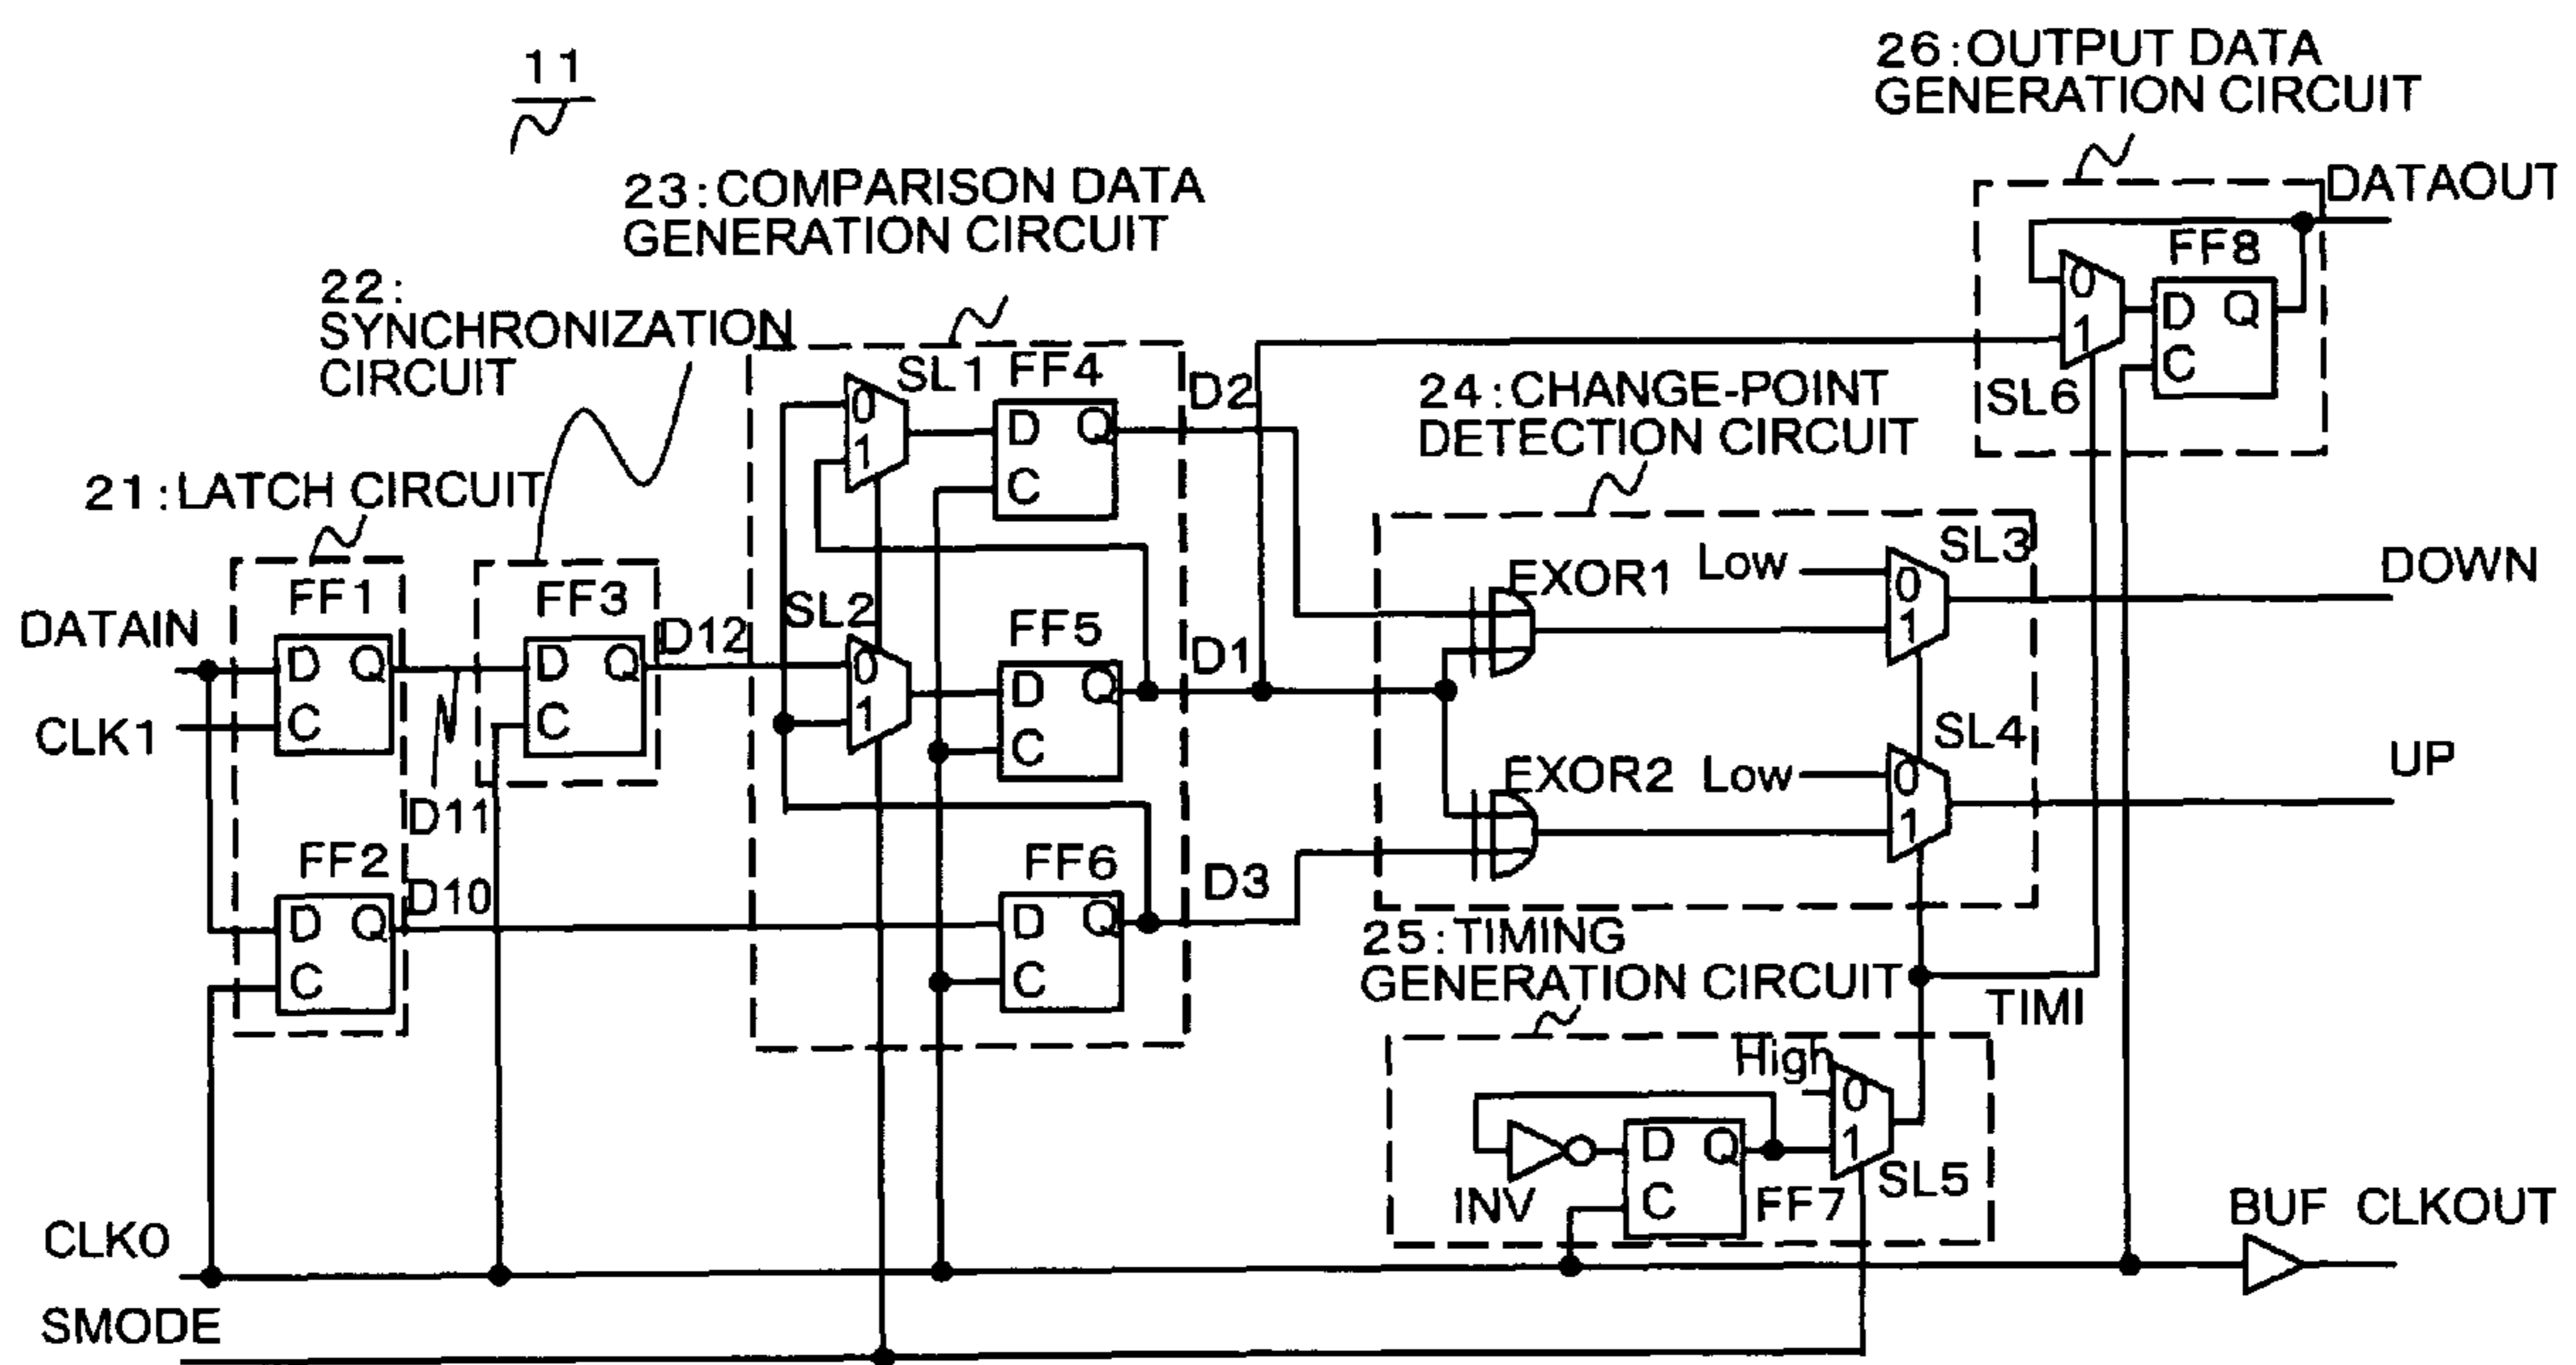 11
26:OUTPUT DATA
GENERATION CIRCUIT
DATAOUT
23:COMPARISON DATA
GENERATION CIRCUIT
22:
SYNCHRONIZATION
CIRCUIT
21:LATCH CIRCUIT
24:CHANGE-POINT
DETECTION CIRCUIT
FF8
0
1
D Q
C
SL6
SL1
0
1
FF4
D Q
C
D2
DATAIN
CLK1
FF1
D Q
C
D11
FF3
D Q
C
D12
SL2
0
1
FF5
D Q
C
D1
EXOR1
Low
SL3
0
1
DOWN
EXOR2
Low
SL4
0
1
UP
FF2
D Q
C
D10
FF6
D Q
C
D3
25:TIMING
GENERATION CIRCUIT
TIMI
High
0
1
SL5
INV
D Q
C
FF7
CLK0
SMODE
BUF
CLKOUT